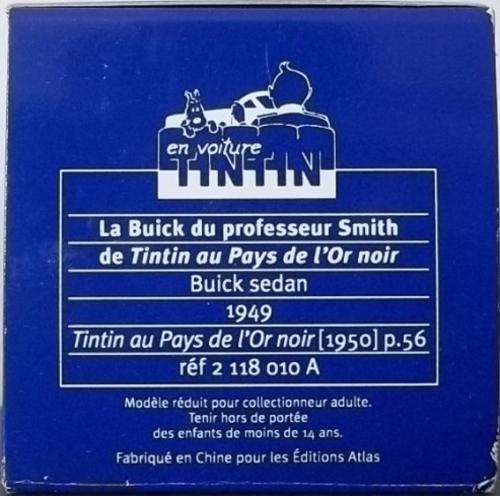 en voiture
TINTIN
La Buick du professeur Smith
de Tintin au Pays de l'Or noir
Buick sedan
1949
Tintin au Pays de l'Or noir [1950] p.56
réf 2 118 010 A
Modèle réduit pour collectionneur adulte.
Tenir hors de portée
des enfants de moins de 14 ans.
Fabriqué en Chine pour les Éditions Atlas